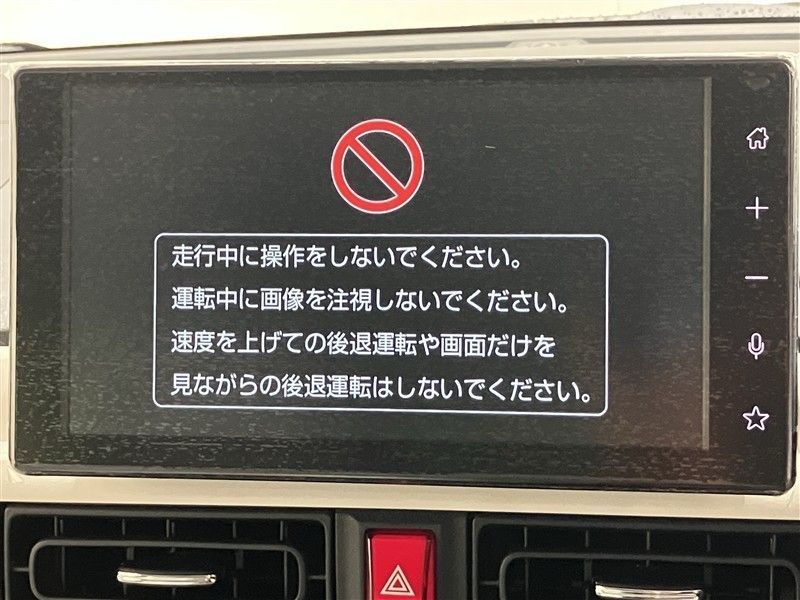 走行中に操作をしないでください。
運転中に画像を注視しないでください。
速度を上げての後退運転や画面だけを
見ながらの後退運転はしないでください。